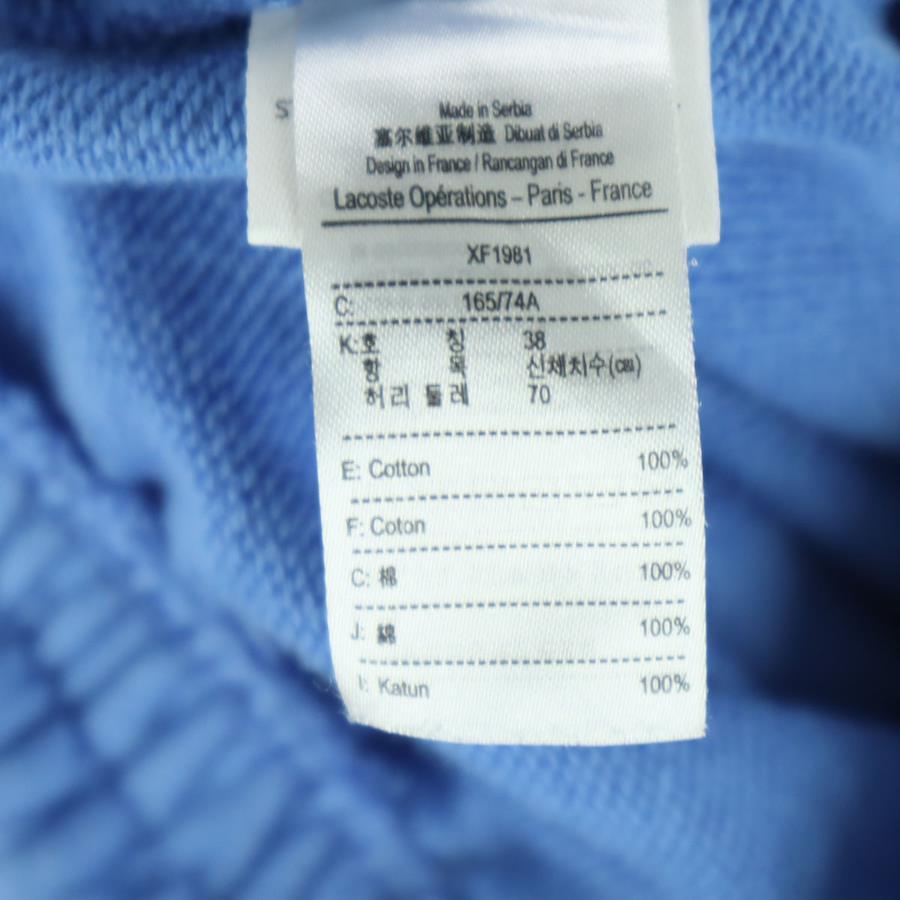 Made in Serbia
塞尔维亚制造 Dibuat di Serbia
Design in France / Rancangan di France
Lacoste Opérations – Paris - France
XF1981
C: 165/74A
K:호 칭 38
항 목 신체치수(cm)
허리 둘레 70
E: Cotton 100%
F: Coton 100%
C: 棉 100%
J: 綿 100%
I: Katun 100%